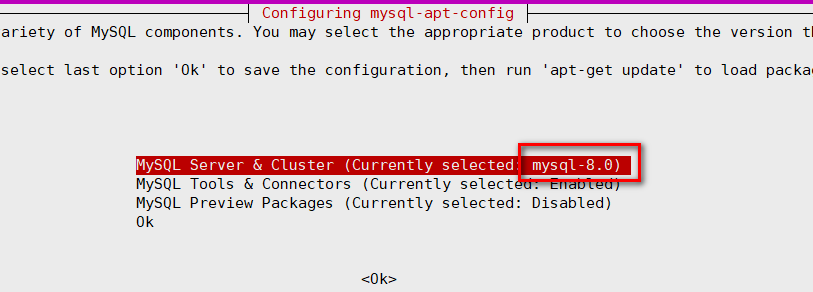 Configuring mysql-apt-config
ariety of MySQL components. You may select the appropriate product to choose the version th
select last option 'Ok' to save the configuration, then run 'apt-get update' to load packa
MySQL Server & Cluster (Currently selected: mysql-8.0)
MySQL Tools & Connectors (Currently selected: Enabled)
MySQL Preview Packages (Currently selected: Disabled)
Ok
<Ok>